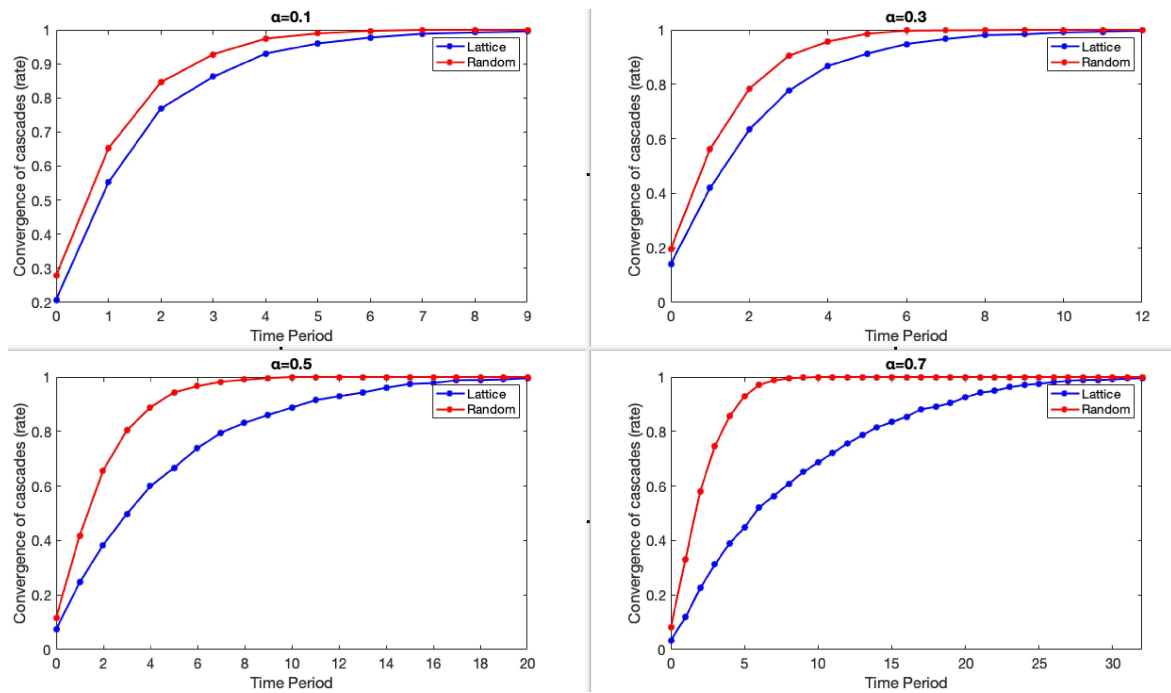 α=0.1
Convergence of cascades (rate)
1
0.9
0.8
0.7
0.6
0.5
0.4
0.3
0.2
Lattice
Random
0 1 2 3 4 5 6 7 8 9
Time Period
α=0.3
Convergence of cascades (rate)
1
0.8
0.6
0.4
0.2
0
Lattice
Random
0 2 4 6 8 10 12
Time Period
α=0.5
Convergence of cascades (rate)
1
0.8
0.6
0.4
0.2
0
Lattice
Random
0 2 4 6 8 10 12 14 16 18 20
Time Period
α=0.7
Convergence of cascades (rate)
1
0.8
0.6
0.4
0.2
0
Lattice
Random
0 5 10 15 20 25 30
Time Period